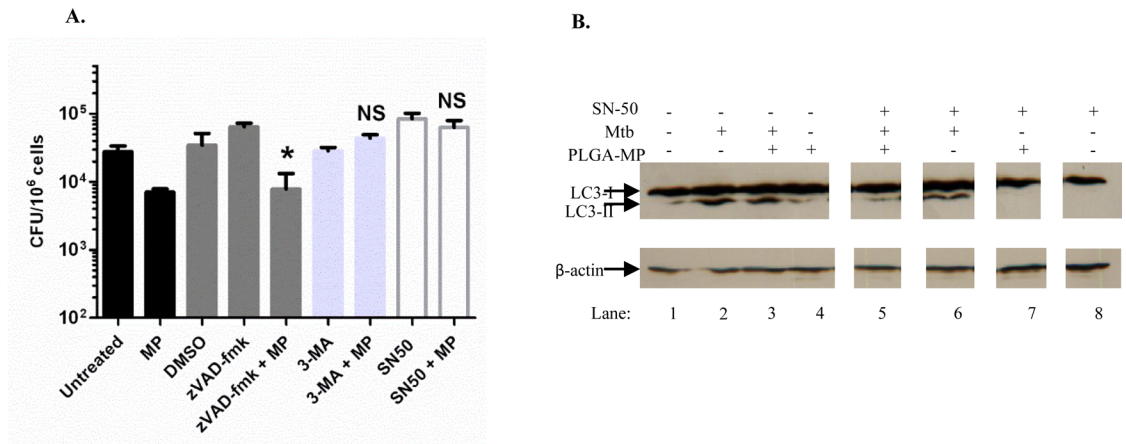 A.
CFU/10⁶ cells
10⁵
10⁴
10³
10²
NS
NS
*
Untreated
MP
DMSO
zVAD-fmk
zVAD-fmk + MP
3-MA
3-MA + MP
SN50
SN50 + MP
B.
SN-50 - - - - + + + +
Mtb - + + - + + - -
PLGA-MP - - + + + - + -
LC3-I
LC3-II
β-actin
Lane: 1 2 3 4 5 6 7 8